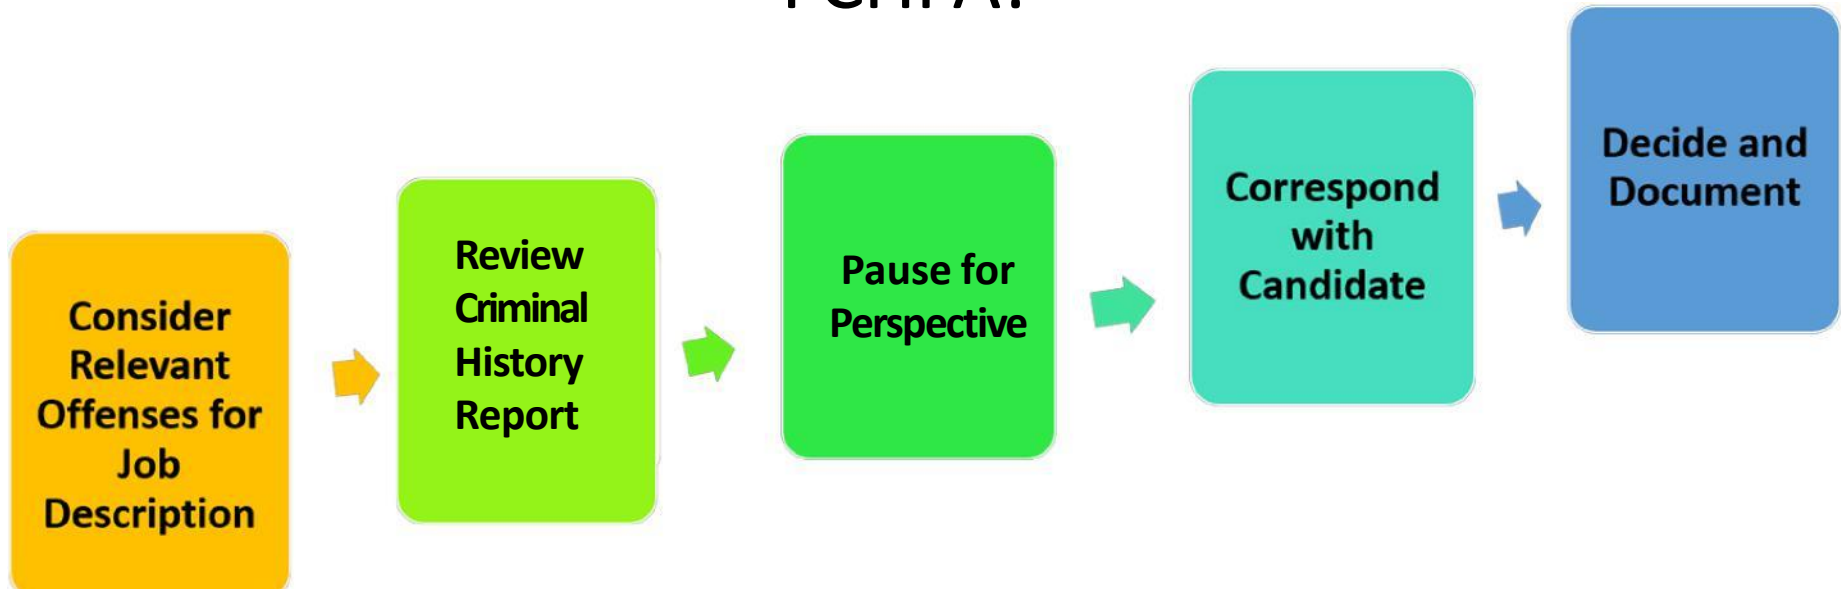 Consider
Relevant
Offenses for
Job
Description
Review
Criminal
History
Report
Pause for
Perspective
Correspond
with
Candidate
Decide and
Document